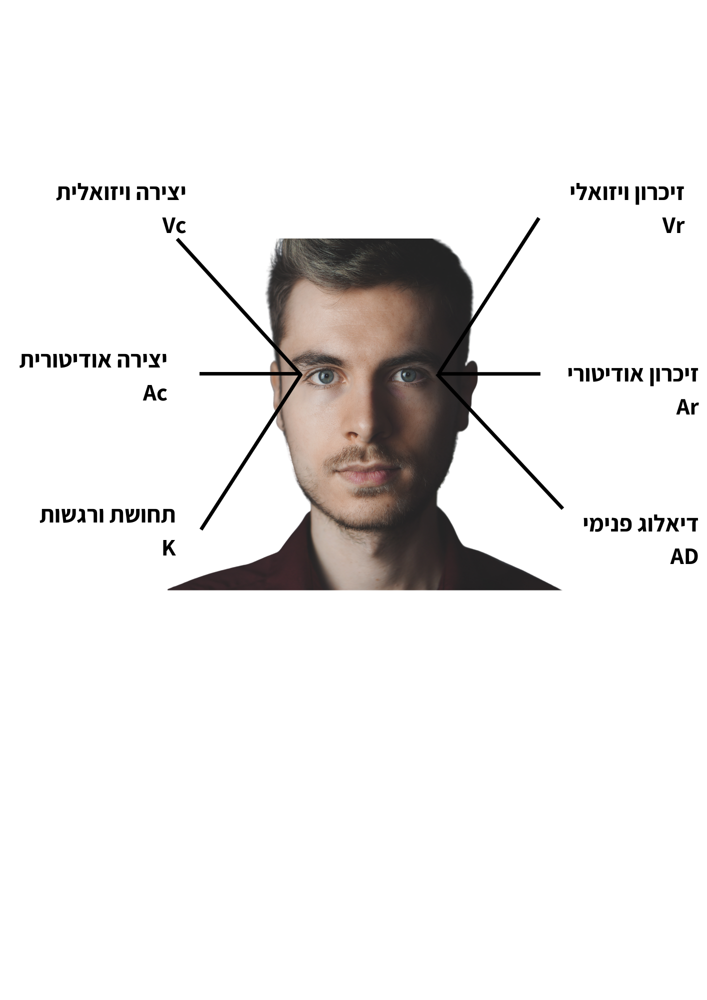 זיכרון ויזואלי
Vr
יצירה ויזואלית
Vc
זיכרון אודיטורי
Ar
יצירה אודיטורית
Ac
דיאלוג פנימי
AD
תחושת ורגשות
K